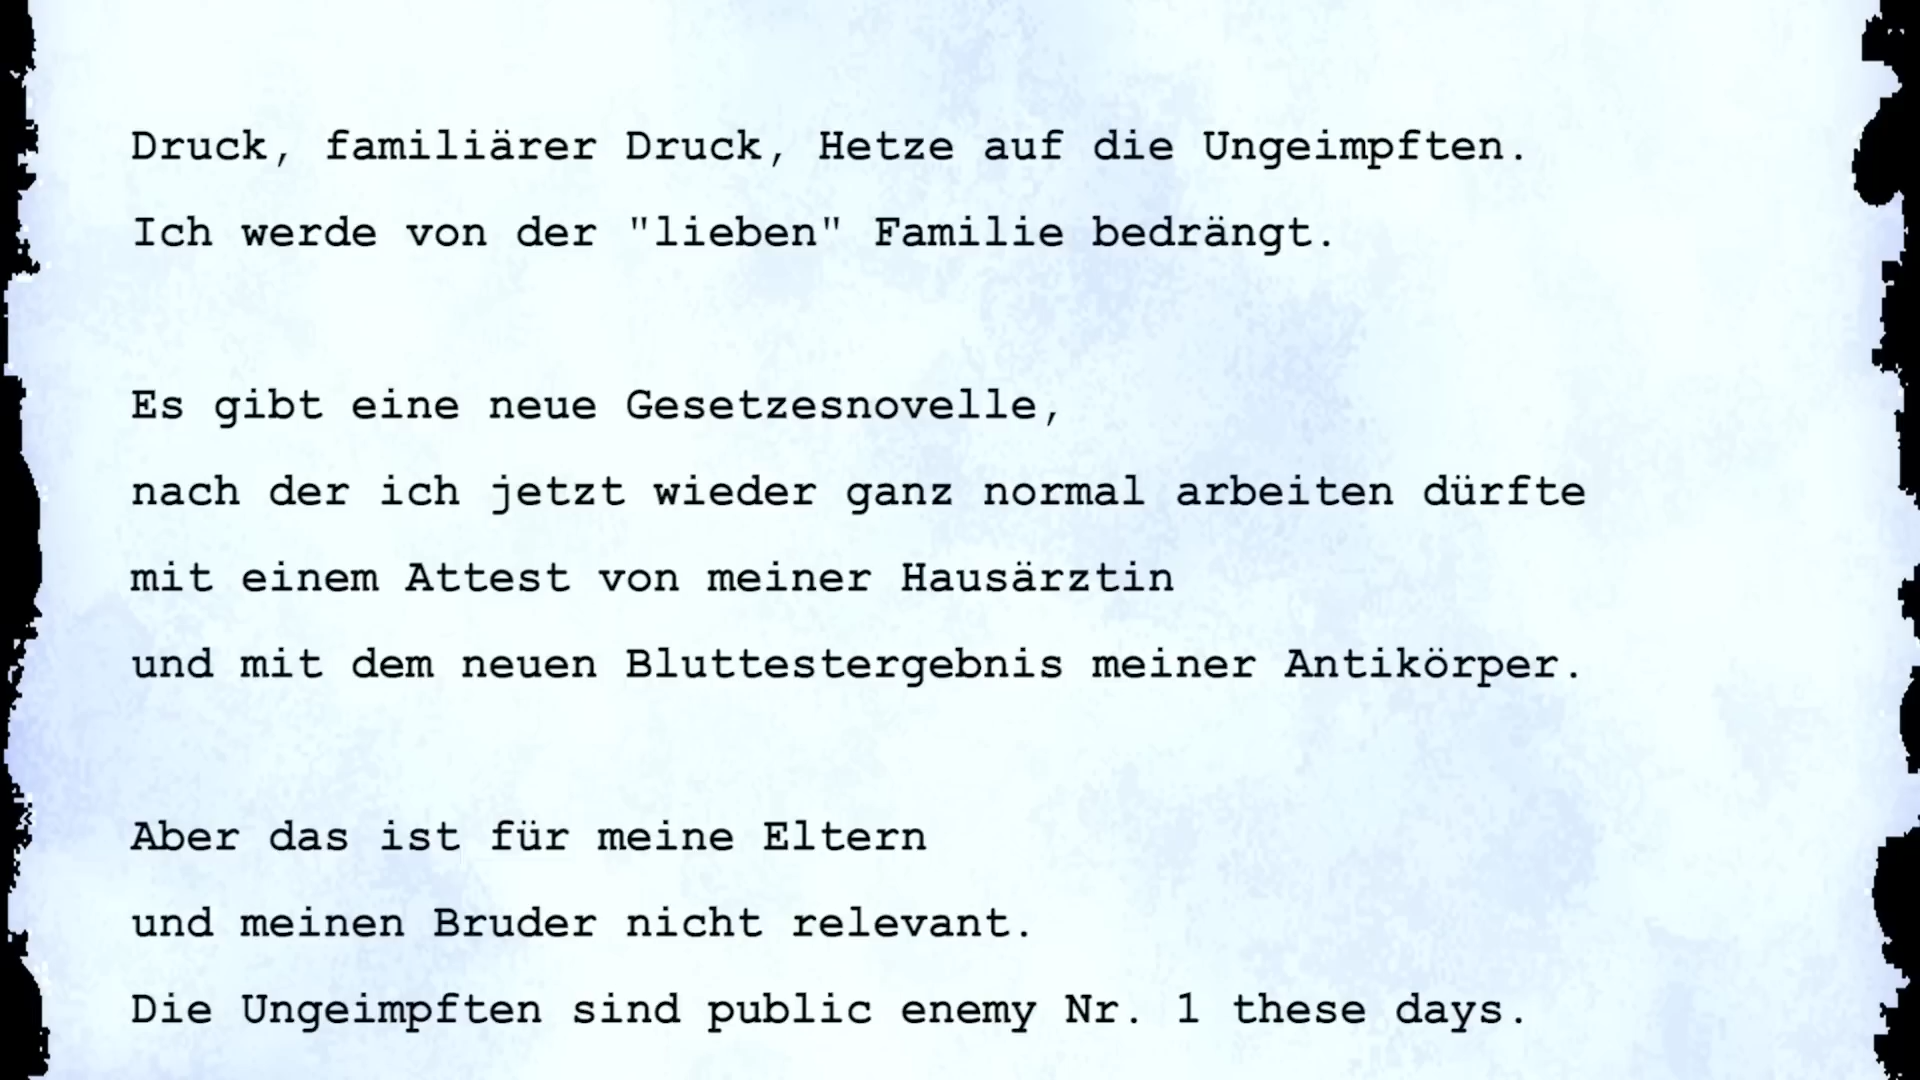 Druck, familiärer Druck, Hetze auf die Ungeimpften.
Ich werde von der "lieben" Familie bedrängt.
Es gibt eine neue Gesetzesnovelle,
nach der ich jetzt wieder ganz normal arbeiten dürfte
mit einem Attest von meiner Hausärztin
und mit dem neuen Bluttestergebnis meiner Antikörper.
Aber das ist für meine Eltern
und meinen Bruder nicht relevant.
Die Ungeimpften sind public enemy Nr. 1 these days.